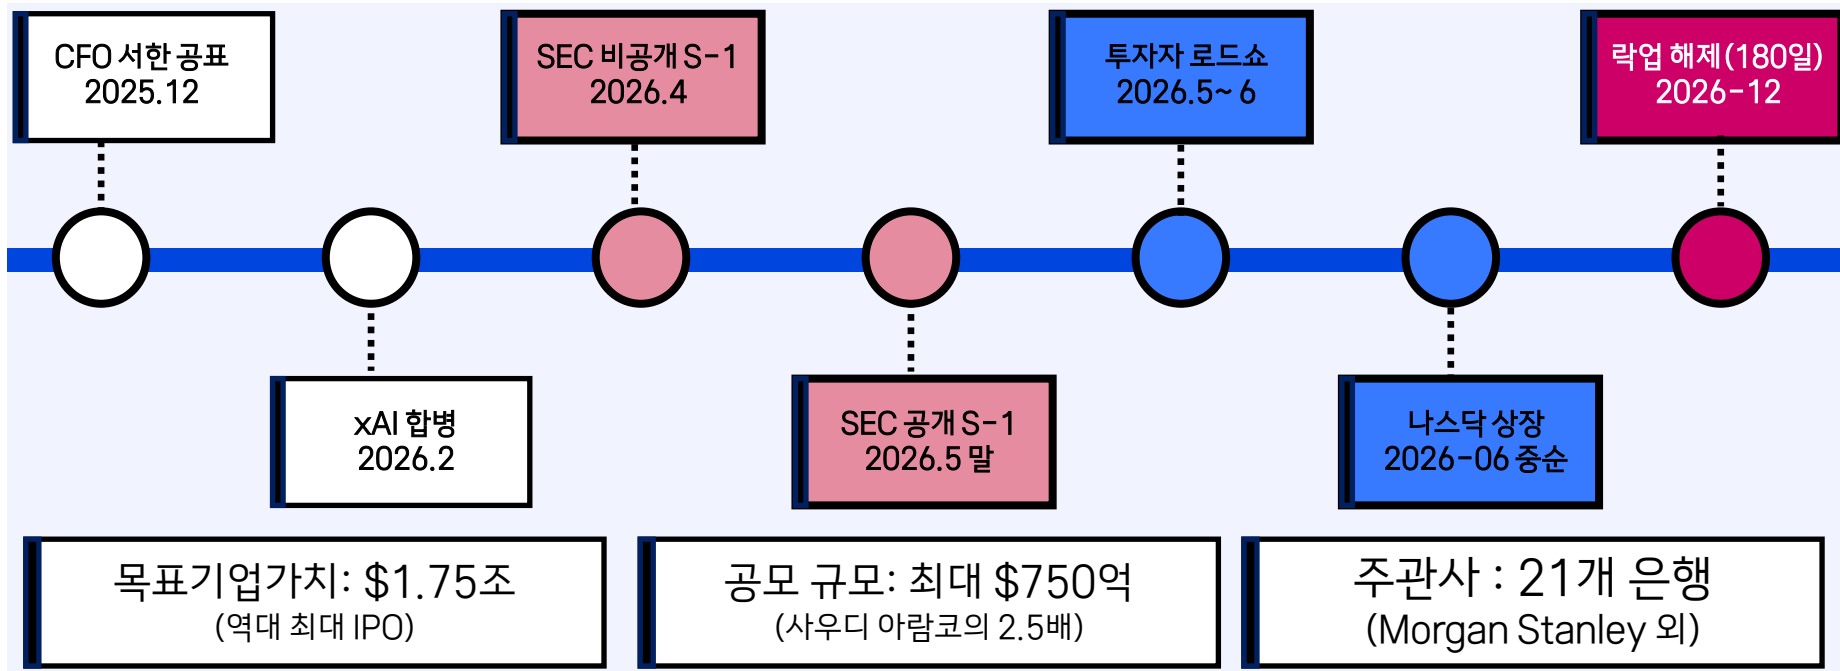 CFO 서한 공표
2025.12
SEC 비공개 S-1
2026.4
투자자 로드쇼
2026.5~ 6
락업 해제(180일)
2026-12
xAI 합병
2026.2
SEC 공개 S-1
2026.5 말
나스닥 상장
2026-06 중순
목표기업가치: $1.75조
(역대 최대 IPO)
공모 규모: 최대 $750억
(사우디 아람코의 2.5배)
주관사 : 21개 은행
(Morgan Stanley 외)